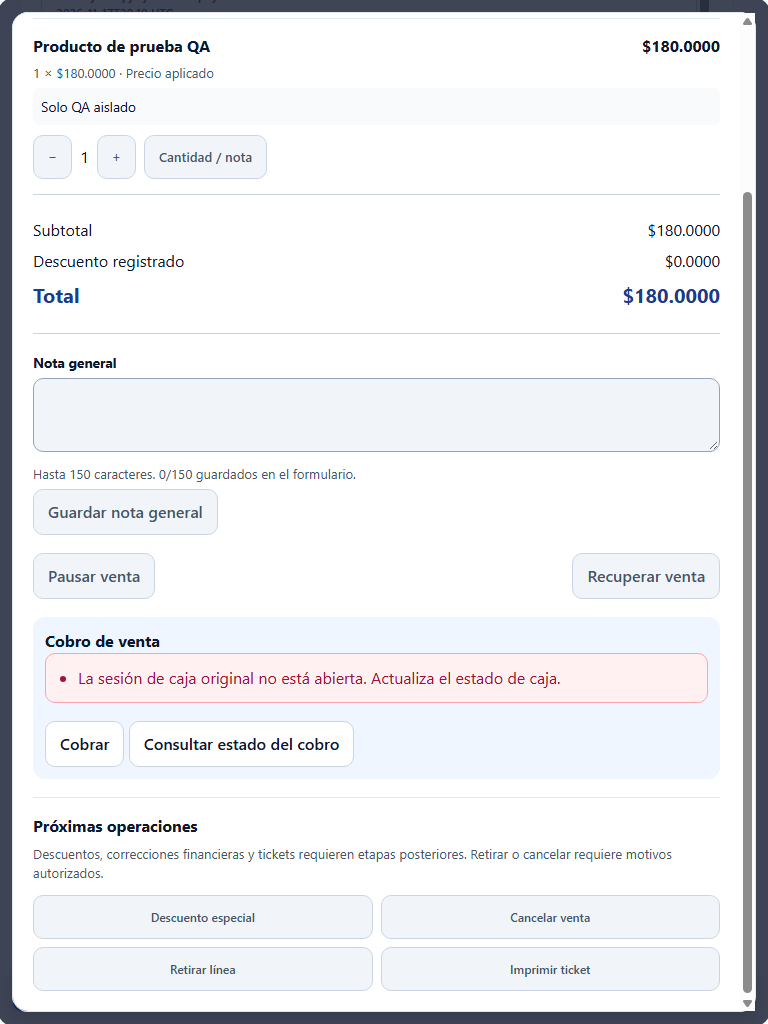 Producto de prueba QA $180.0000
1 × $180.0000 · Precio aplicado
Solo QA aislado
− 1 + Cantidad / nota
Subtotal $180.0000
Descuento registrado $0.0000
Total $180.0000
Nota general
Hasta 150 caracteres. 0/150 guardados en el formulario.
Guardar nota general
Pausar venta Recuperar venta
Cobro de venta
• La sesión de caja original no está abierta. Actualiza el estado de caja.
Cobrar Consultar estado del cobro
Próximas operaciones
Descuentos, correcciones financieras y tickets requieren etapas posteriores. Retirar o cancelar requiere motivos
autorizados.
Descuento especial Cancelar venta
Retirar línea Imprimir ticket